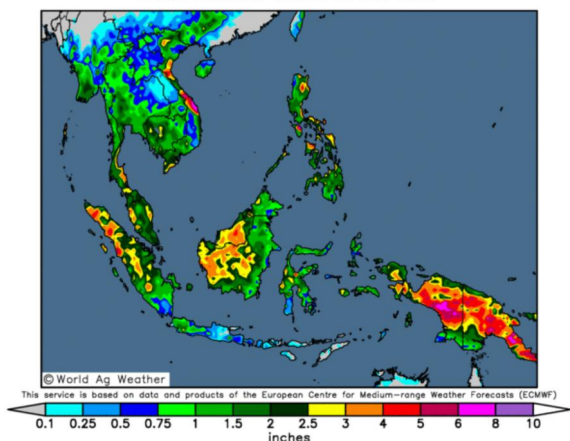 © World Ag Weather
This service is based on data and products of the European Centre for Medium-range Weather Forecasts (ECMWF)
0.1 0.25 0.5 0.75 1 1.5 2 2.5 3 4 5 6 8 10
inches